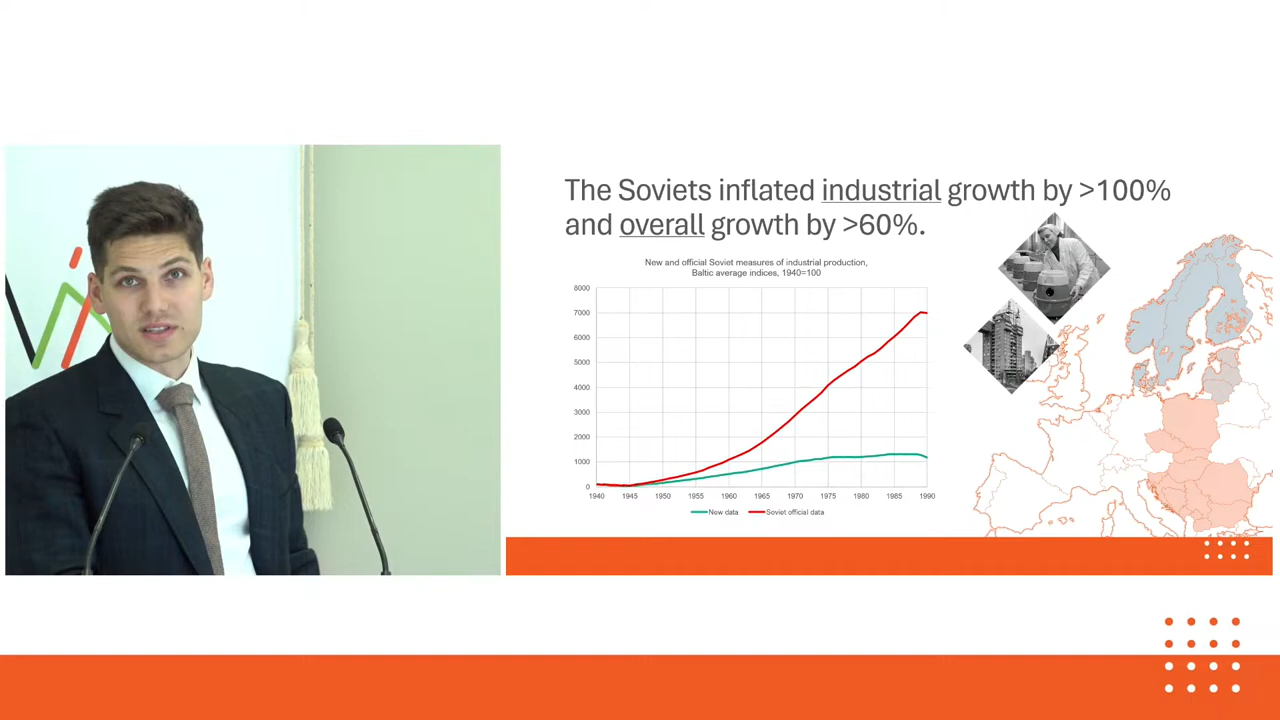 The Soviets inflated industrial growth by >100%
and overall growth by >60%.
New and official Soviet measures of industrial production,
Baltic average indices, 1940=100
8000
7000
6000
5000
4000
3000
2000
1000
0
1940 1945 1950 1955 1960 1965 1970 1975 1980 1985 1990
New data Soviet official data